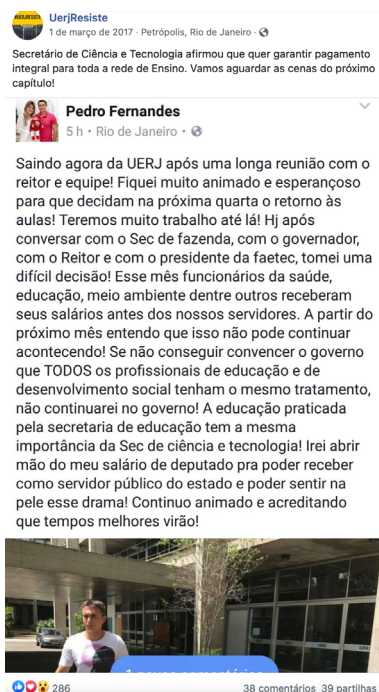 UerjResiste
1 de março de 2017 · Petrópolis, Rio de Janeiro ·
Secretário de Ciência e Tecnologia afirmou que quer garantir pagamento
integral para toda a rede de Ensino. Vamos aguardar as cenas do próximo
capítulo!
Pedro Fernandes
5 h • Rio de Janeiro •
Saindo agora da UERJ após uma longa reunião com o
reitor e equipe! Fiquei muito animado e esperançoso
para que decidam na próxima quarta o retorno às
aulas! Teremos muito trabalho até lá! Hj após
conversar com o Sec de fazenda, com o governador,
com o Reitor e com o presidente da faetec, tomei uma
difícil decisão! Esse mês funcionários da saúde,
educação, meio ambiente dentre outros receberam
seus salários antes dos nossos servidores. A partir do
próximo mês entendo que isso não pode continuar
acontecendo! Se não conseguir convencer o governo
que TODOS os profissionais de educação e de
desenvolvimento social tenham o mesmo tratamento,
não continuarei no governo! A educação praticada
pela secretaria de educação tem a mesma
importância da Sec de ciência e tecnologia! Irei abrir
mão do meu salário de deputado pra poder receber
como servidor público do estado e poder sentir na
pele esse drama! Continuo animado e acreditando
que tempos melhores virão!
286
38 comentários 39 partilhas